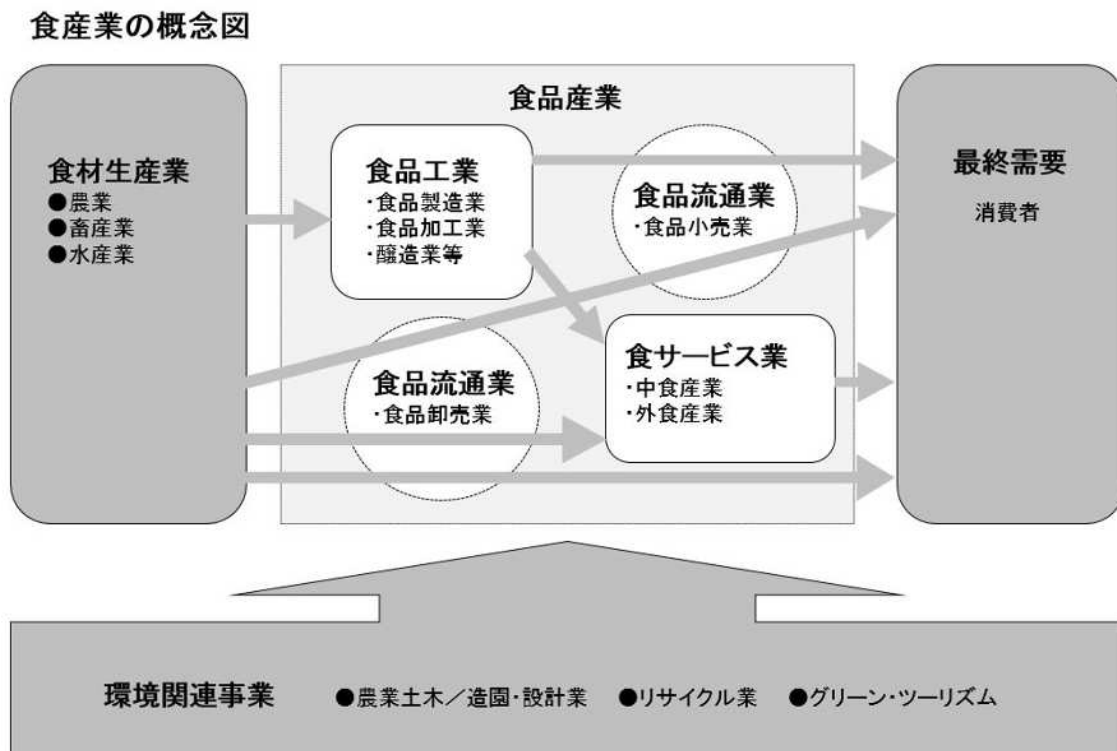 食産業の概念図
食品産業
食材生産業
●農業
●畜産業
●水産業
食品工業
・食品製造業
・食品加工業
・醸造業等
食品流通業
・食品小売業
最終需要
消費者
食品流通業
・食品卸売業
食サービス業
・中食産業
・外食産業
環境関連事業 ●農業土木／造園・設計業 ●リサイクル業 ●グリーン・ツーリズム